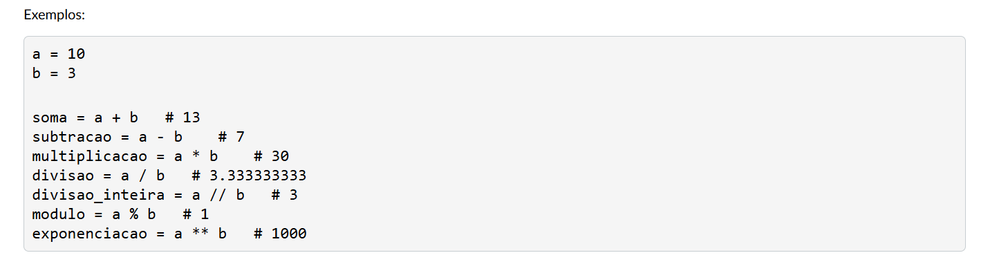 Exemplos:
a = 10
b = 3
soma = a + b   # 13
subtracao = a - b    # 7
multiplicacao = a * b    # 30
divisao = a / b   # 3.333333333
divisao_inteira = a // b   # 3
modulo = a % b   # 1
exponenciacao = a ** b   # 1000